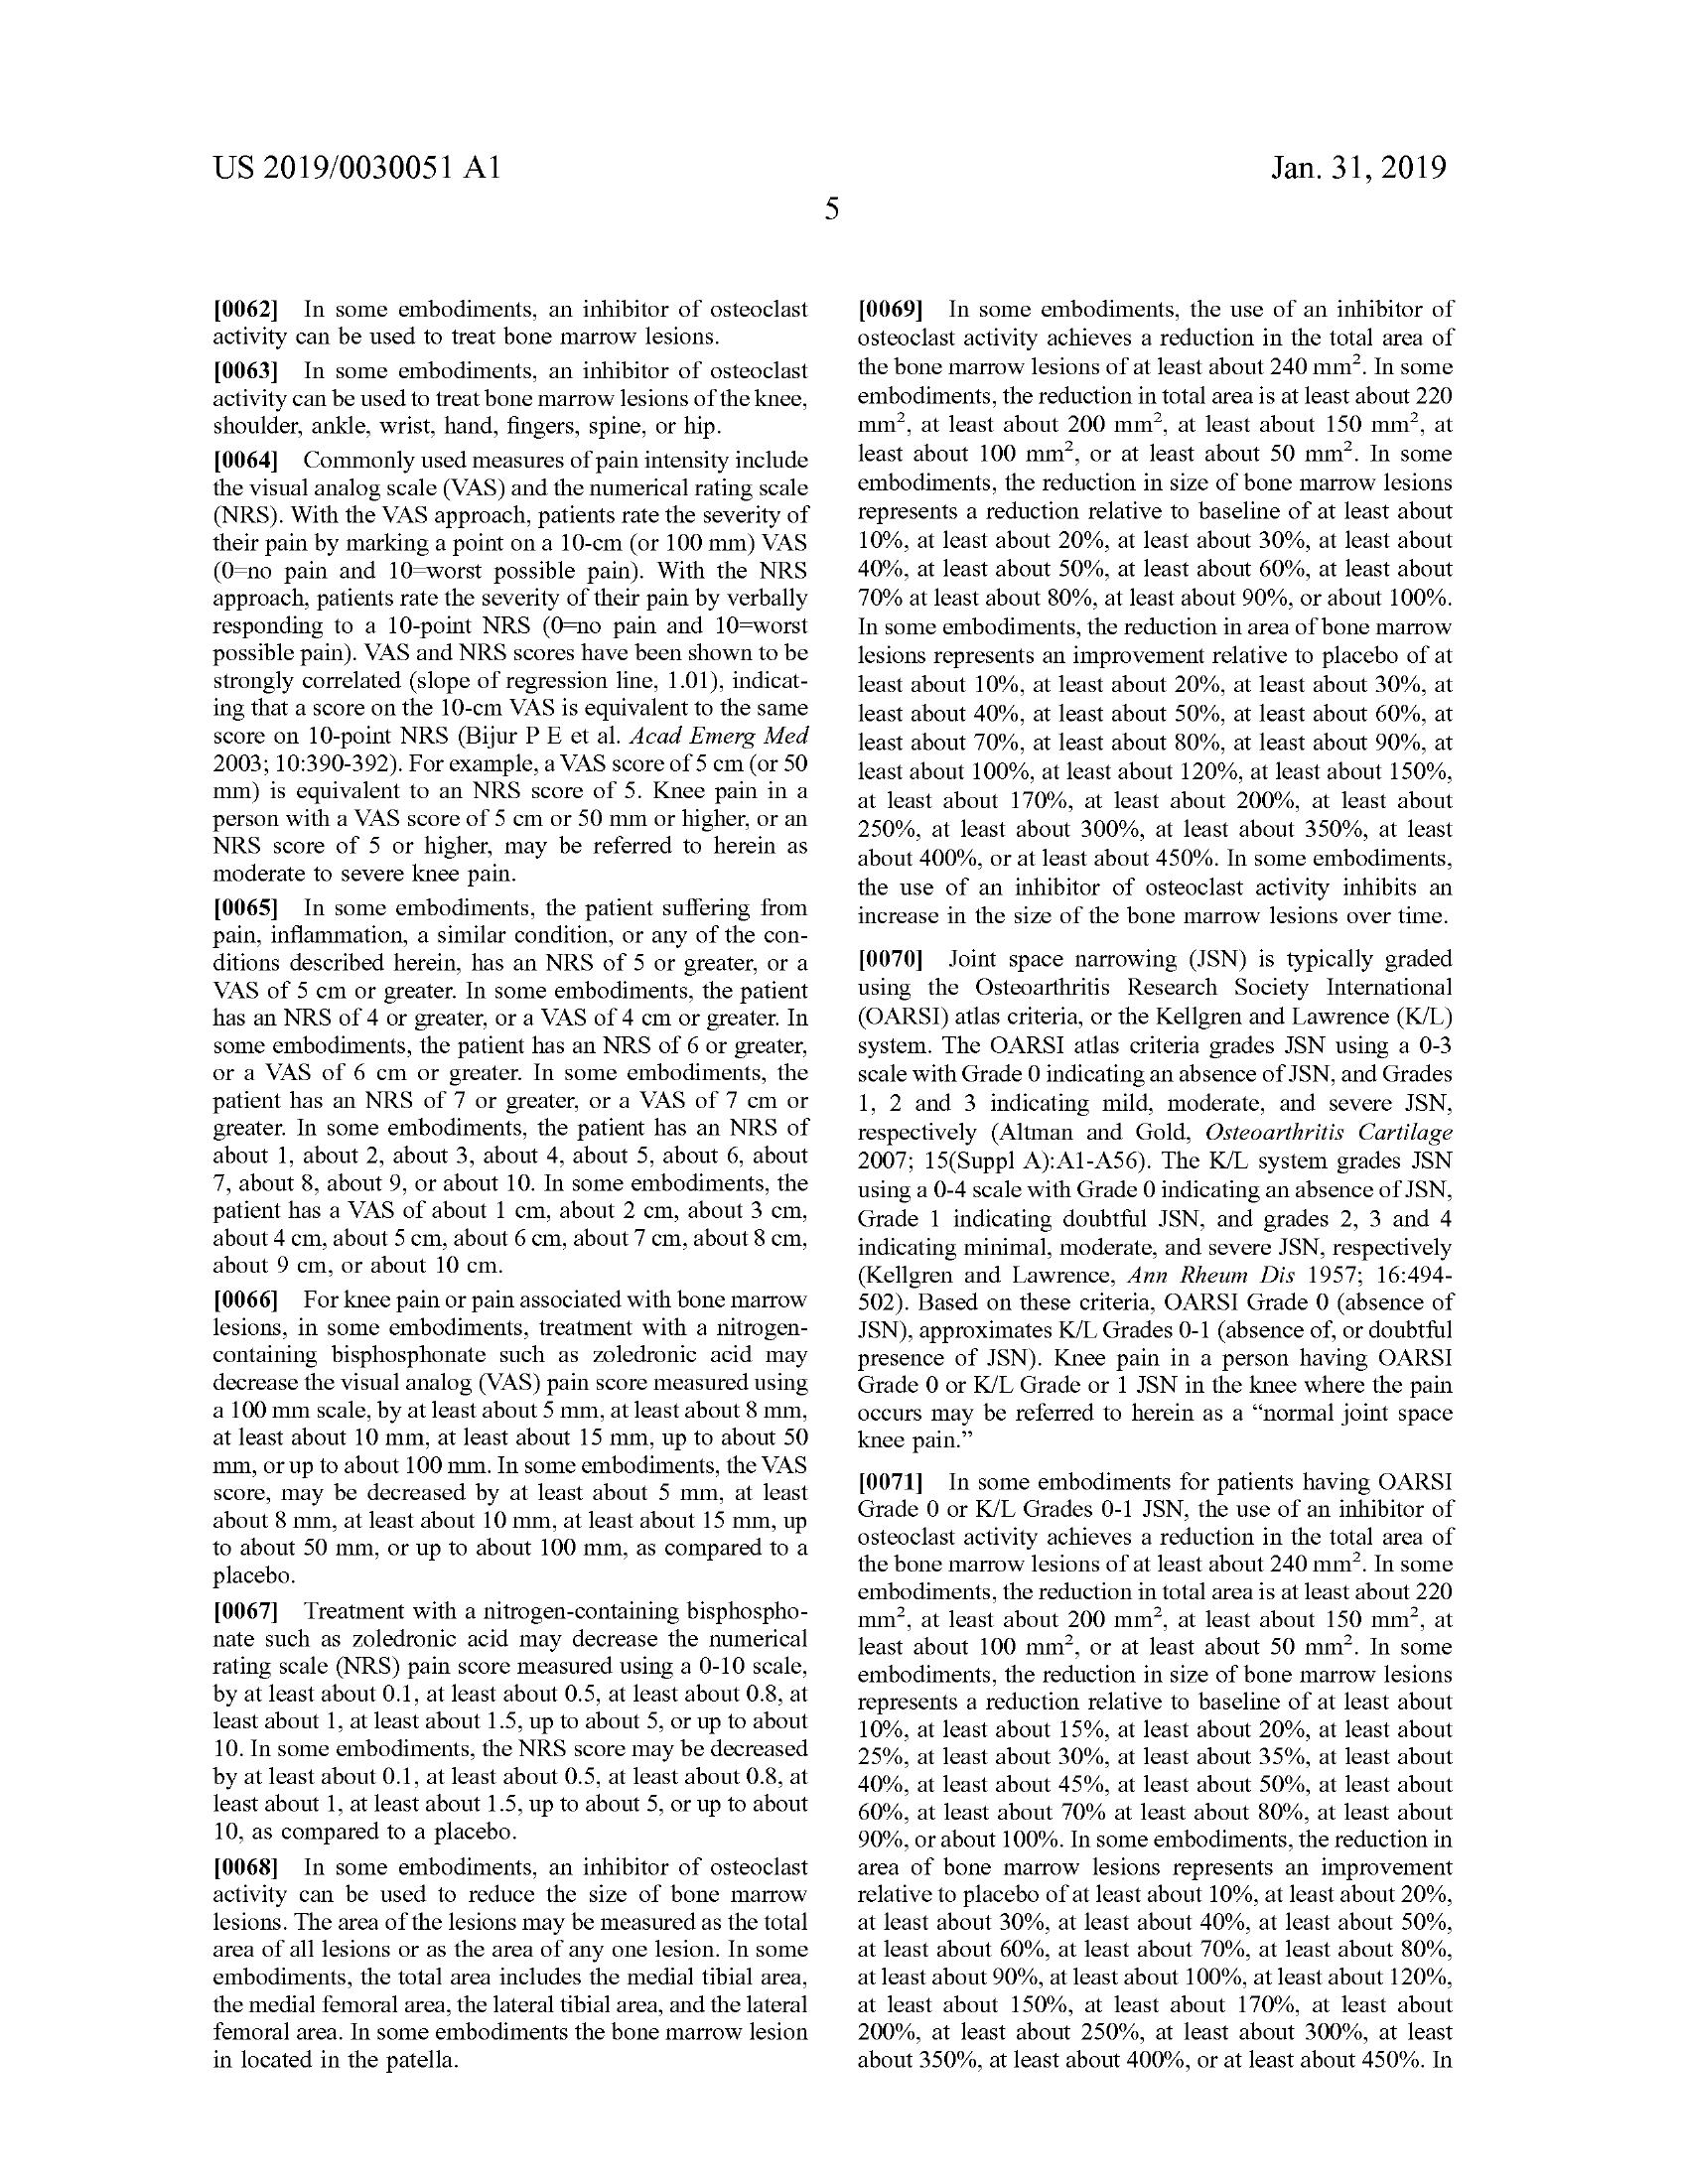 US 2019/0030051 A1
Jan. 31, 2019
5
[0062] In some embodiments, an inhibitor of osteoclast
activity can be used to treat bone marrow lesions.
[0063] In some embodiments, an inhibitor of osteoclast
activity can be used to treat bone marrow lesions of the knee,
shoulder, ankle, wrist, hand, fingers, spine, or hip.
[0064] Commonly used measures of pain intensity include
the visual analog scale (VAS) and the numerical rating scale
(NRS). With the VAS approach, patients rate the severity of
their pain by marking a point on a 10-cm (or 100 mm) VAS
(0=no pain and 10=worst possible pain). With the NRS
approach, patients rate the severity of their pain by verbally
responding to a 10-point NRS (0=no pain and 10=worst
possible pain). VAS and NRS scores have been shown to be
strongly correlated (slope of regression line, 1.01), indicat-
ing that a score on the 10-cm VAS is equivalent to the same
score on 10-point NRS (Bijur P E et al. Acad Emerg Med
2003; 10:390-392). For example, a VAS score of 5 cm (or 50
mm) is equivalent to an NRS score of 5. Knee pain in a
person with a VAS score of 5 cm or 50 mm or higher, or an
NRS score of 5 or higher, may be referred to herein as
moderate to severe knee pain.
[0065] In some embodiments, the patient suffering from
pain, inflammation, a similar condition, or any of the con-
ditions described herein, has an NRS of 5 or greater, or a
VAS of 5 cm or greater. In some embodiments, the patient
has an NRS of 4 or greater, or a VAS of 4 cm or greater. In
some embodiments, the patient has an NRS of 6 or greater,
or a VAS of 6 cm or greater. In some embodiments, the
patient has an NRS of 7 or greater, or a VAS of 7 cm or
greater. In some embodiments, the patient has an NRS of
about 1, about 2, about 3, about 4, about 5, about 6, about
7, about 8, about 9, or about 10. In some embodiments, the
patient has a VAS of about 1 cm, about 2 cm, about 3 cm,
about 4 cm, about 5 cm, about 6 cm, about 7 cm, about 8 cm,
about 9 cm, or about 10 cm.
[0066] For knee pain or pain associated with bone marrow
lesions, in some embodiments, treatment with a nitrogen-
containing bisphosphonate such as zoledronic acid may
decrease the visual analog (VAS) pain score measured using
a 100 mm scale, by at least about 5 mm, at least about 8 mm,
at least about 10 mm, at least about 15 mm, up to about 50
mm, or up to about 100 mm. In some embodiments, the VAS
score, may be decreased by at least about 5 mm, at least
about 8 mm, at least about 10 mm, at least about 15 mm, up
to about 50 mm, or up to about 100 mm, as compared to a
placebo.
[0067] Treatment with a nitrogen-containing bisphospho-
nate such as zoledronic acid may decrease the numerical
rating scale (NRS) pain score measured using a 0-10 scale,
by at least about 0.1, at least about 0.5, at least about 0.8, at
least about 1, at least about 1.5, up to about 5, or up to about
10. In some embodiments, the NRS score may be decreased
by at least about 0.1, at least about 0.5, at least about 0.8, at
least about 1, at least about 1.5, up to about 5, or up to about
10, as compared to a placebo.
[0068] In some embodiments, an inhibitor of osteoclast
activity can be used to reduce the size of bone marrow
lesions. The area of the lesions may be measured as the total
area of all lesions or as the area of any one lesion. In some
embodiments, the total area includes the medial tibial area,
the medial femoral area, the lateral tibial area, and the lateral
femoral area. In some embodiments the bone marrow lesion
in located in the patella.
[0069] In some embodiments, the use of an inhibitor of
osteoclast activity achieves a reduction in the total area of
the bone marrow lesions of at least about 240 mm². In some
embodiments, the reduction in total area is at least about 220
mm², at least about 200 mm², at least about 150 mm², at
least about 100 mm², or at least about 50 mm². In some
embodiments, the reduction in size of bone marrow lesions
represents a reduction relative to baseline of at least about
10%, at least about 20%, at least about 30%, at least about
40%, at least about 50%, at least about 60%, at least about
70% at least about 80%, at least about 90%, or about 100%.
In some embodiments, the reduction in area of bone marrow
lesions represents an improvement relative to placebo of at
least about 10%, at least about 20%, at least about 30%, at
least about 40%, at least about 50%, at least about 60%, at
least about 70%, at least about 80%, at least about 90%, at
least about 100%, at least about 120%, at least about 150%,
at least about 170%, at least about 200%, at least about
250%, at least about 300%, at least about 350%, at least
about 400%, or at least about 450%. In some embodiments,
the use of an inhibitor of osteoclast activity inhibits an
increase in the size of the bone marrow lesions over time.
[0070] Joint space narrowing (JSN) is typically graded
using the Osteoarthritis Research Society International
(OARSI) atlas criteria, or the Kellgren and Lawrence (K/L)
system. The OARSI atlas criteria grades JSN using a 0-3
scale with Grade 0 indicating an absence of JSN, and Grades
1, 2 and 3 indicating mild, moderate, and severe JSN,
respectively (Altman and Gold, Osteoarthritis Cartilage
2007; 15(Suppl A):A1-A56). The K/L system grades JSN
using a 0-4 scale with Grade 0 indicating an absence of JSN,
Grade 1 indicating doubtful JSN, and grades 2, 3 and 4
indicating minimal, moderate, and severe JSN, respectively
(Kellgren and Lawrence, Ann Rheum Dis 1957; 16:494-
502). Based on these criteria, OARSI Grade 0 (absence of
JSN), approximates K/L Grades 0-1 (absence of, or doubtful
presence of JSN). Knee pain in a person having OARSI
Grade 0 or K/L Grade or 1 JSN in the knee where the pain
occurs may be referred to herein as a “normal joint space
knee pain.”
[0071] In some embodiments for patients having OARSI
Grade 0 or K/L Grades 0-1 JSN, the use of an inhibitor of
osteoclast activity achieves a reduction in the total area of
the bone marrow lesions of at least about 240 mm². In some
embodiments, the reduction in total area is at least about 220
mm², at least about 200 mm², at least about 150 mm², at
least about 100 mm², or at least about 50 mm². In some
embodiments, the reduction in size of bone marrow lesions
represents a reduction relative to baseline of at least about
10%, at least about 15%, at least about 20%, at least about
25%, at least about 30%, at least about 35%, at least about
40%, at least about 45%, at least about 50%, at least about
60%, at least about 70% at least about 80%, at least about
90%, or about 100%. In some embodiments, the reduction in
area of bone marrow lesions represents an improvement
relative to placebo of at least about 10%, at least about 20%,
at least about 30%, at least about 40%, at least about 50%,
at least about 60%, at least about 70%, at least about 80%,
at least about 90%, at least about 100%, at least about 120%,
at least about 150%, at least about 170%, at least about
200%, at least about 250%, at least about 300%, at least
about 350%, at least about 400%, or at least about 450%. In